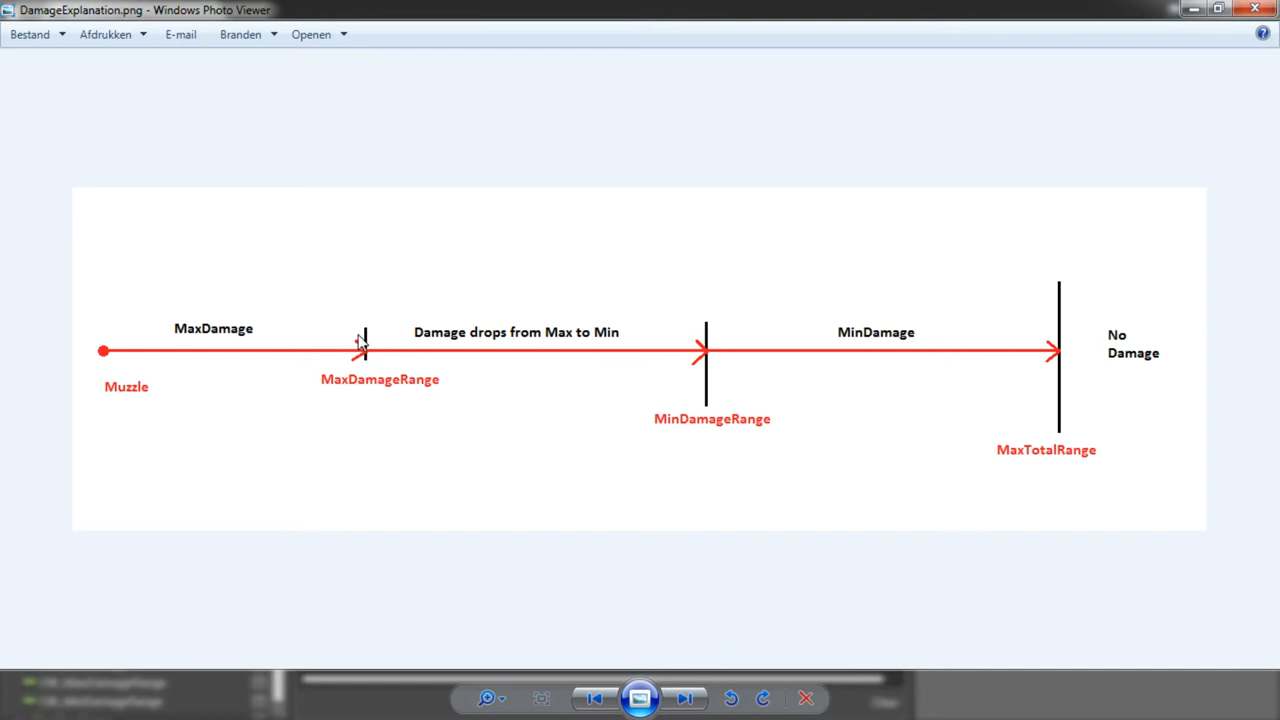 DamageExplanation.png - Windows Photo Viewer
Bestand Afdrukken E-mail Branden Openen
MaxDamage
Damage drops from Max to Min
MinDamage
No
Damage
Muzzle
MaxDamageRange
MinDamageRange
MaxTotalRange